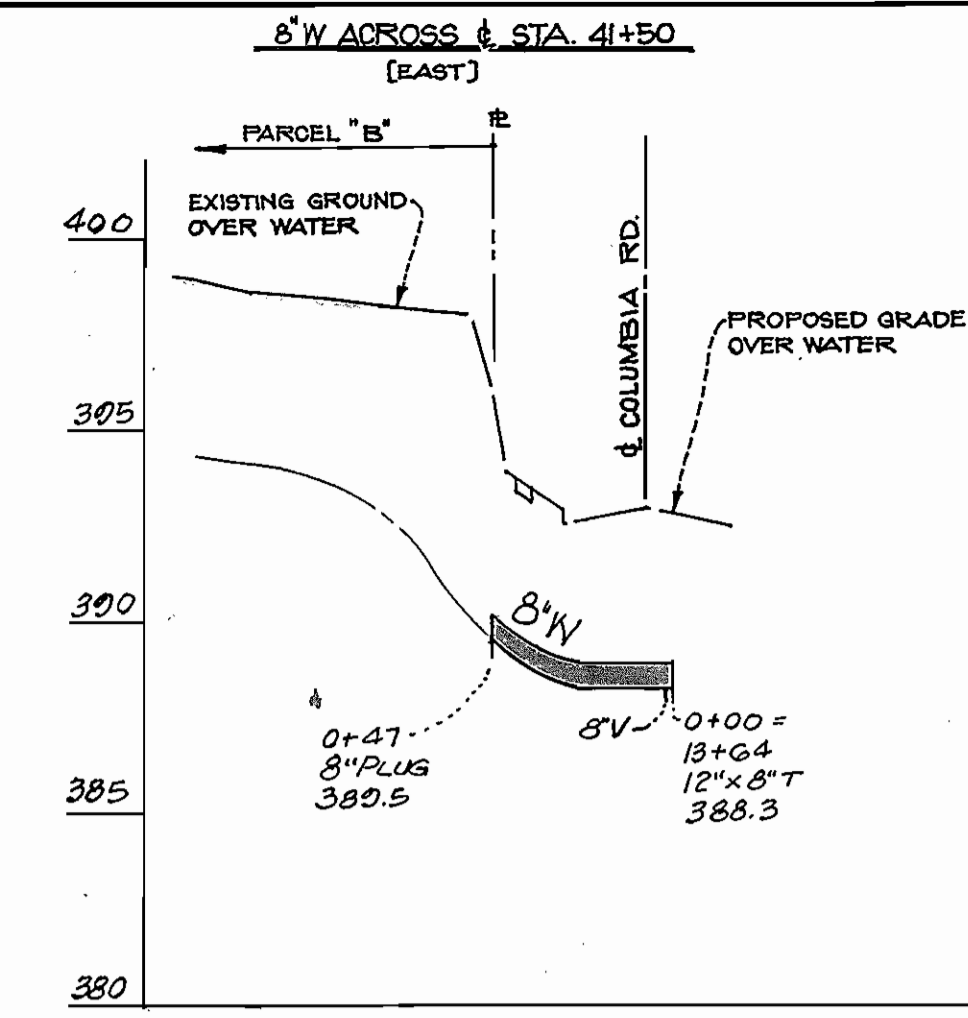 8"W ACROSS ℄ STA. 41+50
[EAST]
PARCEL "B"
℔
EXISTING GROUND
OVER WATER
400
℄ COLUMBIA RD.
PROPOSED GRADE
OVER WATER
395
390
8"W
0+47
8"PLUG
389.5
8"V
0+00 =
13+64
12"x8"T
388.3
385
380